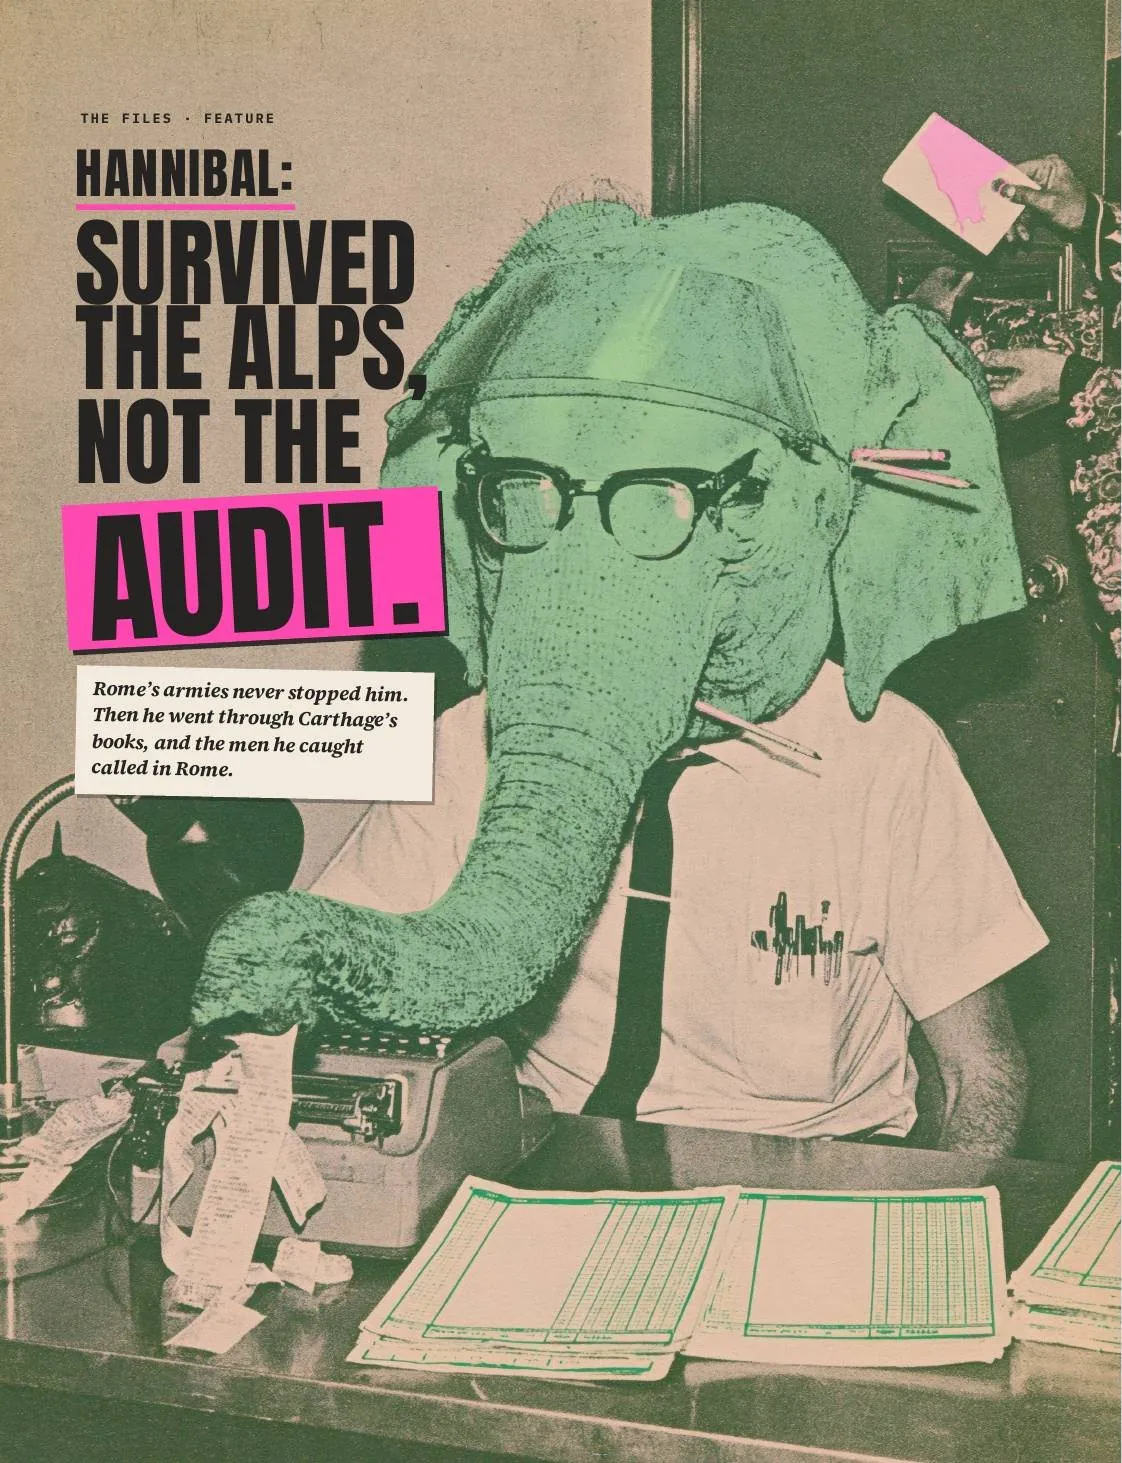 THE FILES · FEATURE
HANNIBAL:
SURVIVED
THE ALPS,
NOT THE
AUDIT.
Rome's armies never stopped him.
Then he went through Carthage's
books, and the men he caught
called in Rome.